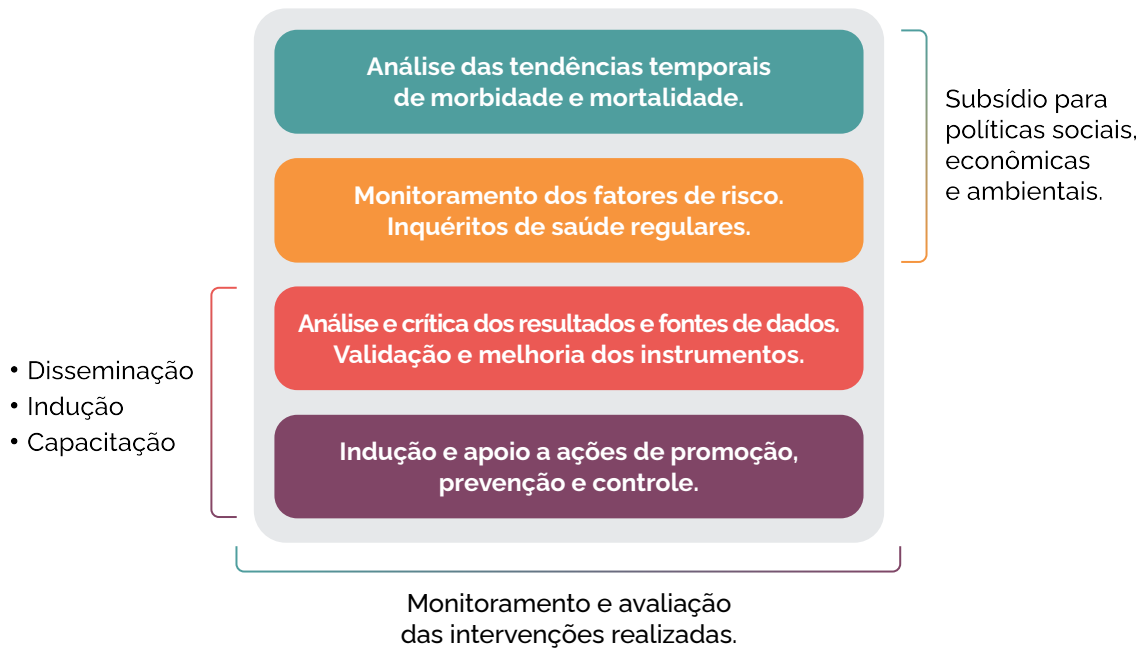 Análise das tendências temporais
de morbidade e mortalidade.
Subsídio para
políticas sociais,
econômicas
e ambientais.
Monitoramento dos fatores de risco.
Inquéritos de saúde regulares.
Análise e crítica dos resultados e fontes de dados.
Validação e melhoria dos instrumentos.
• Disseminação
• Indução
• Capacitação
Indução e apoio a ações de promoção,
prevenção e controle.
Monitoramento e avaliação
das intervenções realizadas.